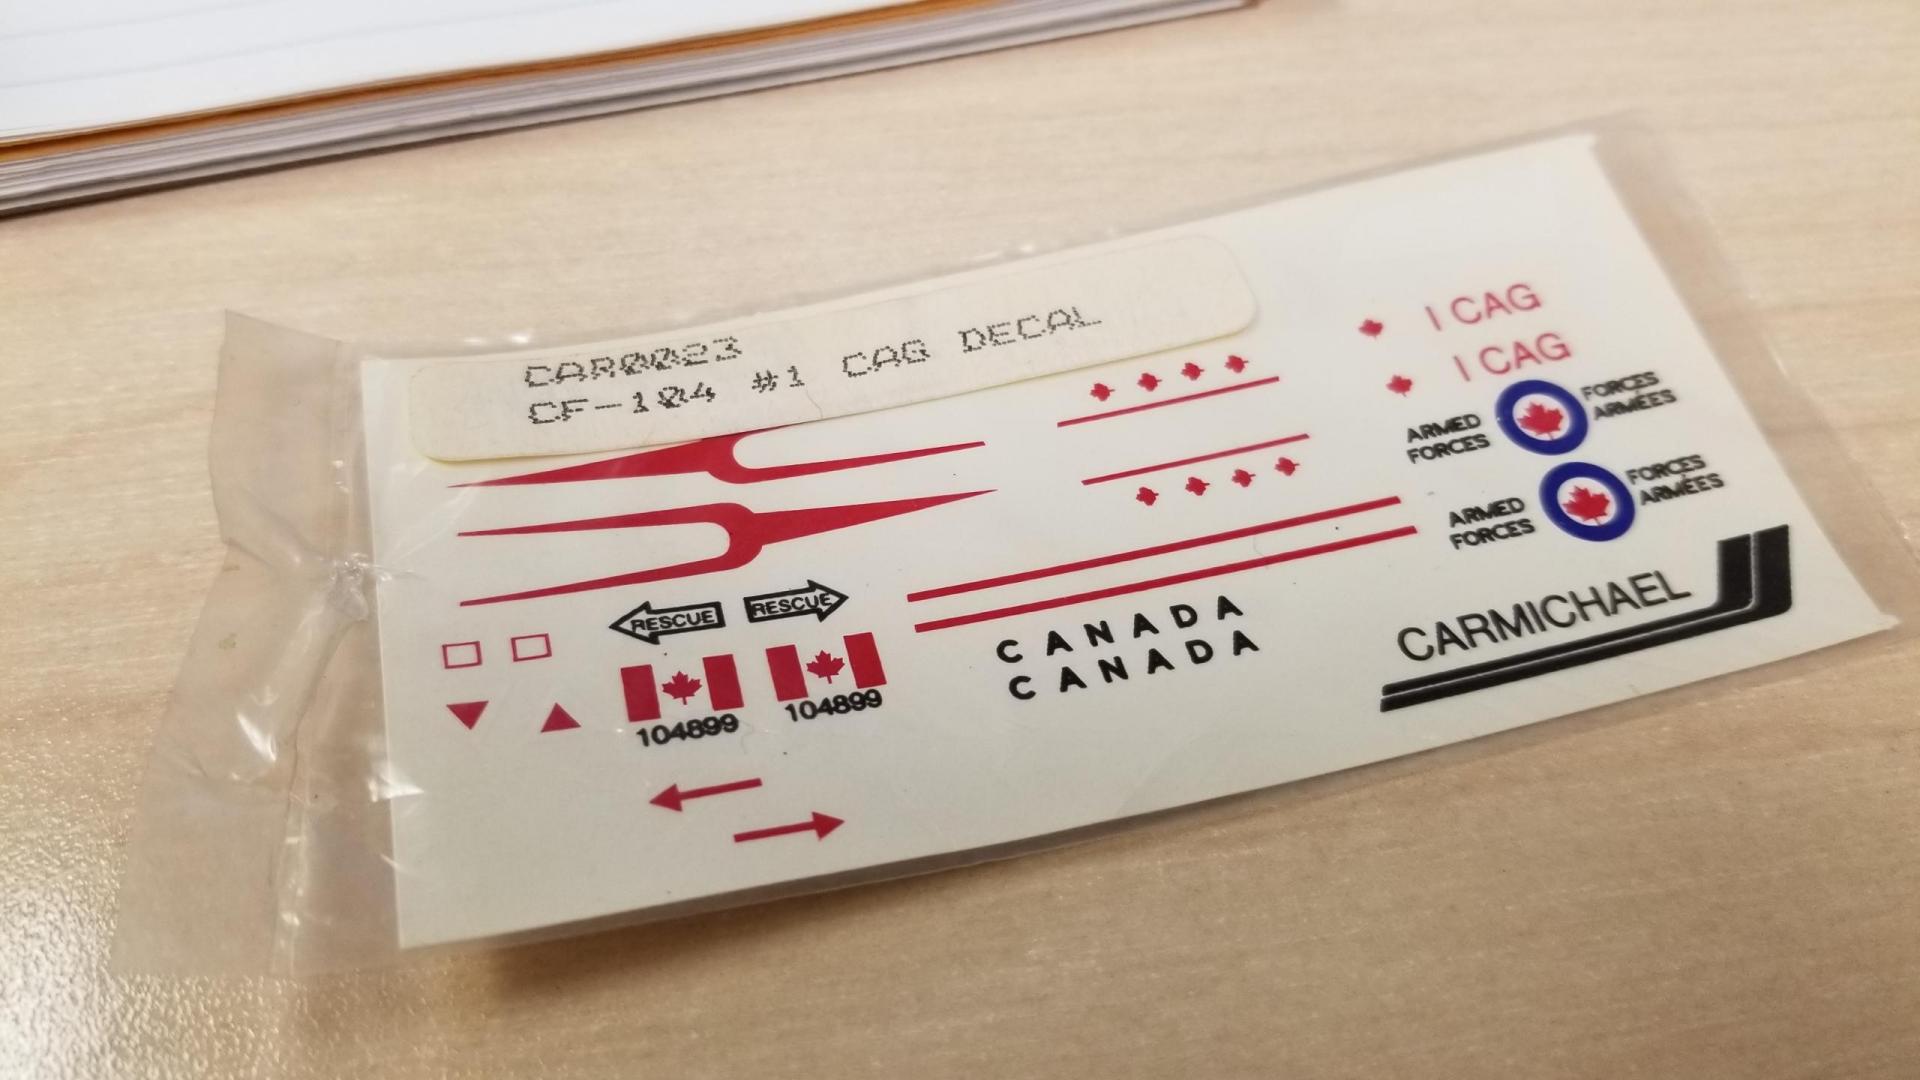 CAR0023
CF-104 #1 CAG DECAL
I CAG
I CAG
ARMED
FORCES
FORCES
ARMÉES
ARMED
FORCES
FORCES
ARMÉES
RESCUE
RESCUE
104899
104899
CANADA
CANADA
CARMICHAEL